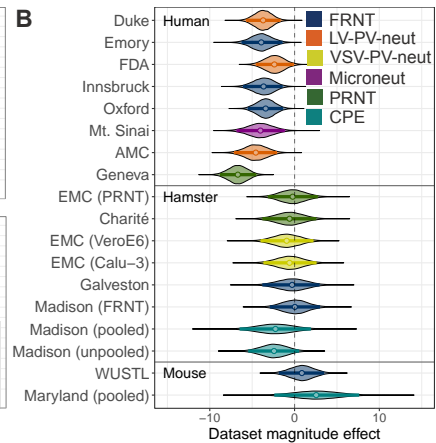 B
Duke
Human
FRNT
Emory
LV-PV-neut
FDA
VSV-PV-neut
Innsbruck
Microneut
Oxford
PRNT
Mt. Sinai
CPE
AMC
Geneva
EMC (PRNT)
Hamster
Charité
EMC (VeroE6)
EMC (Calu−3)
Galveston
Madison (FRNT)
Madison (pooled)
Madison (unpooled)
WUSTL
Mouse
Maryland (pooled)
−10 0 10
Dataset magnitude effect